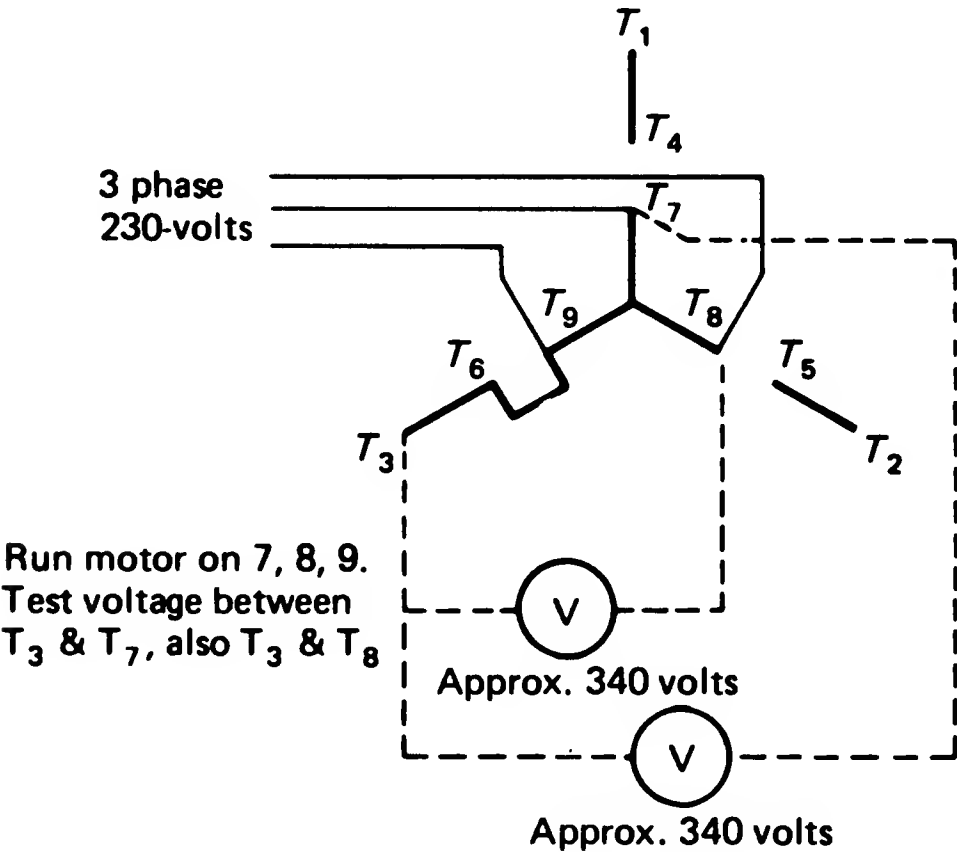 T₁
T₄
3 phase
230-volts
T₇
T₉
T₈
T₆
T₅
T₃
T₂
Run motor on 7, 8, 9.
Test voltage between
T₃ & T₇, also T₃ & T₈
V
Approx. 340 volts
V
Approx. 340 volts